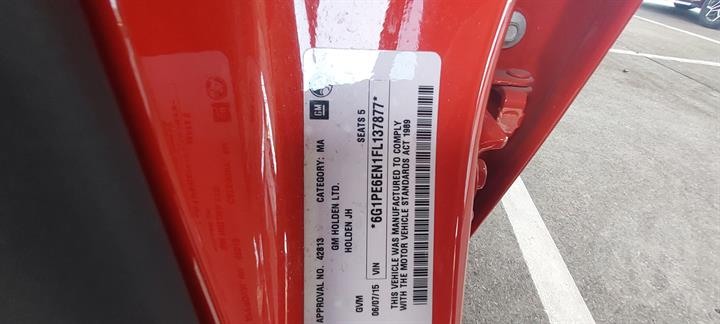 APPROVAL NO. 42813 CATEGORY: MA
GM HOLDEN LTD.
HOLDEN JH
GVM SEATS 5
06/07/15 VIN *6G1PE6EN1FL137877*
THIS VEHICLE WAS MANUFACTURED TO COMPLY
WITH THE MOTOR VEHICLE STANDARDS ACT 1989
GM